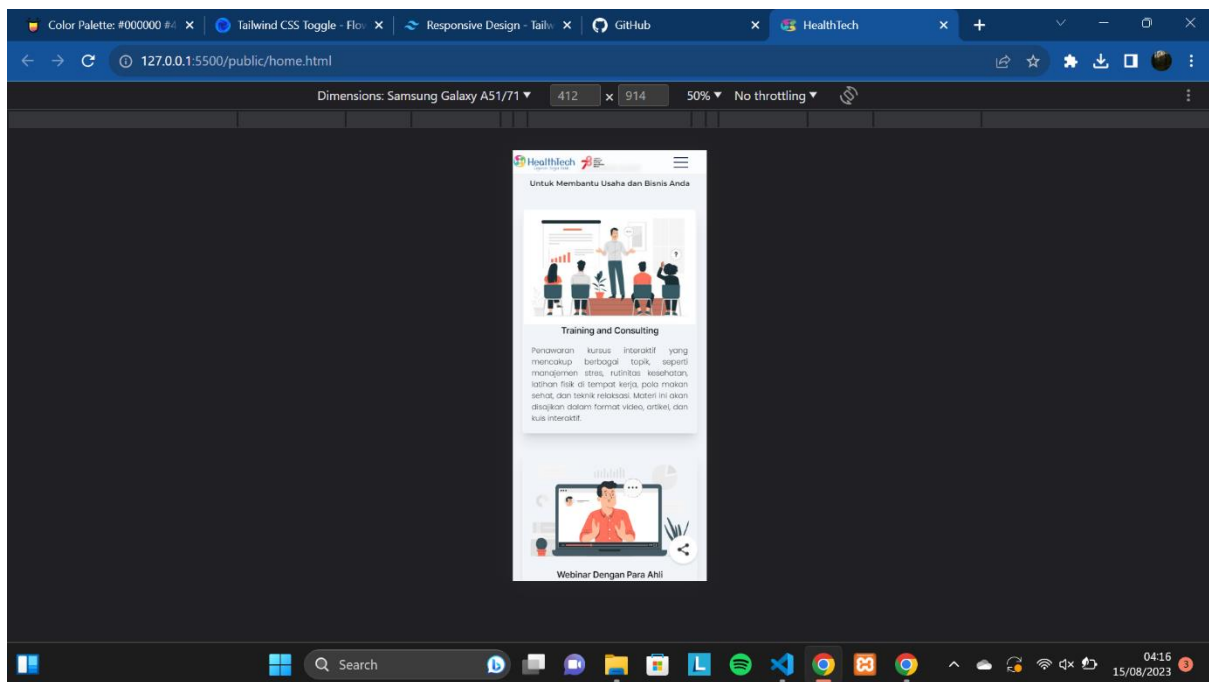 Color Palette: #000000 #4
Tailwind CSS Toggle - Flov
Responsive Design - Tailw
GitHub
HealthTech
127.0.0.1:5500/public/home.html
Dimensions: Samsung Galaxy A51/71
412 x 914
50%
No throttling
HealthTech 78
Untuk Membantu Usaha dan Bisnis Anda
Training and Consulting
Penawaran kursus interaktif yang
mencakup berbagai topik, seperti
manajemen stres, rutinitas kesehatan,
latihan fisik di tempat kerja, pola makan
sehat, dan teknik relaksasi. Materi ini akan
disajikan dalam format video, artikel, dan
kuis interaktif.
Webinar Dengan Para Ahli
Search
04:16
15/08/2023
3